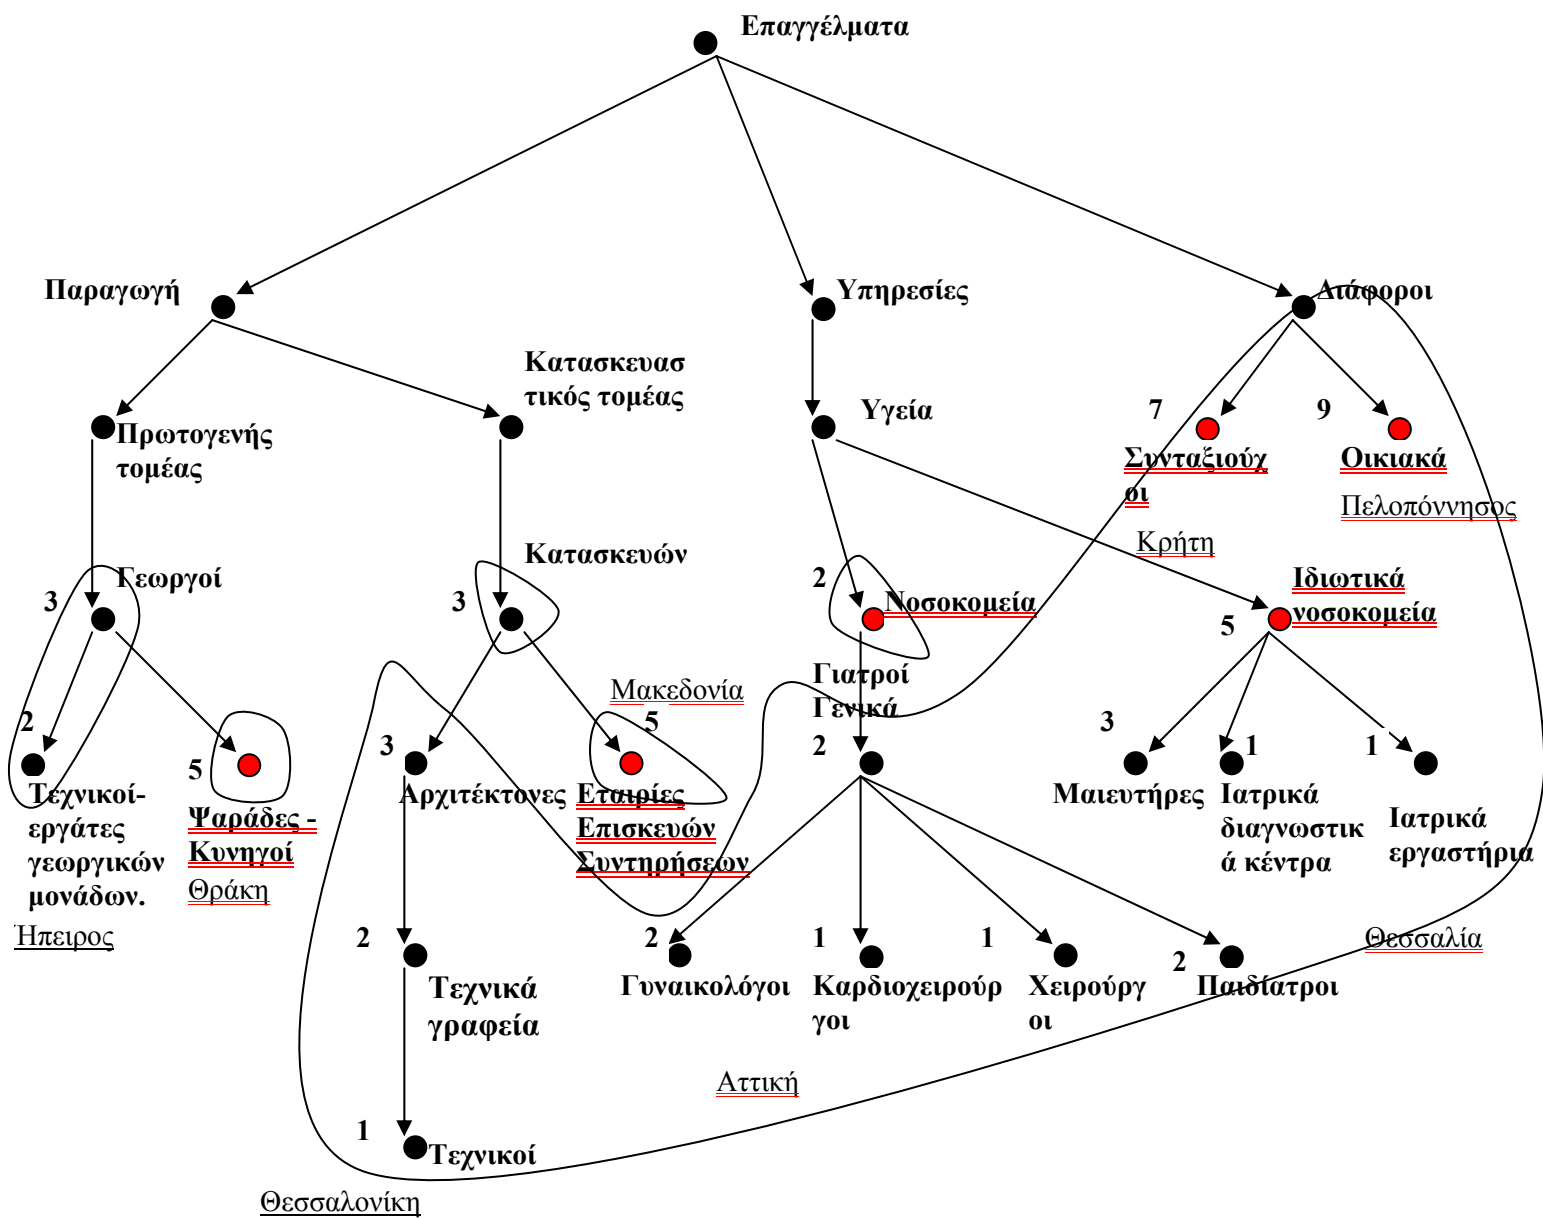 Επαγγέλματα
Παραγωγή
Υπηρεσίες
Διάφοροι
Κατασκευασ
τικός τομέας
Πρωτογενής
τομέας
Υγεία
7
Συνταξιούχ
οι
9
Οικιακά
Πελοπόννησος
Κρήτη
3
Γεωργοί
3
Κατασκευών
2
Νοσοκομεία
Ιδιωτικά
νοσοκομεία
5
Γιατροί
Γενικά
2
Μακεδονία
5
Εταιρίες
Επισκευών
Συντηρήσεων
2
Τεχνικοί-
εργάτες
γεωργικών
μονάδων.
Ήπειρος
5
Ψαράδες -
Κυνηγοί
Θράκη
3
Αρχιτέκτονες
3
Μαιευτήρες
1
Ιατρικά
διαγνωστικ
ά κέντρα
1
Ιατρικά
εργαστήρια
2
Τεχνικά
γραφεία
2
Γυναικολόγοι
1
Καρδιοχειρούρ
γοι
1
Χειρούργ
οι
2
Παιδίατροι
Θεσσαλία
Αττική
1
Τεχνικοί
Θεσσαλονίκη